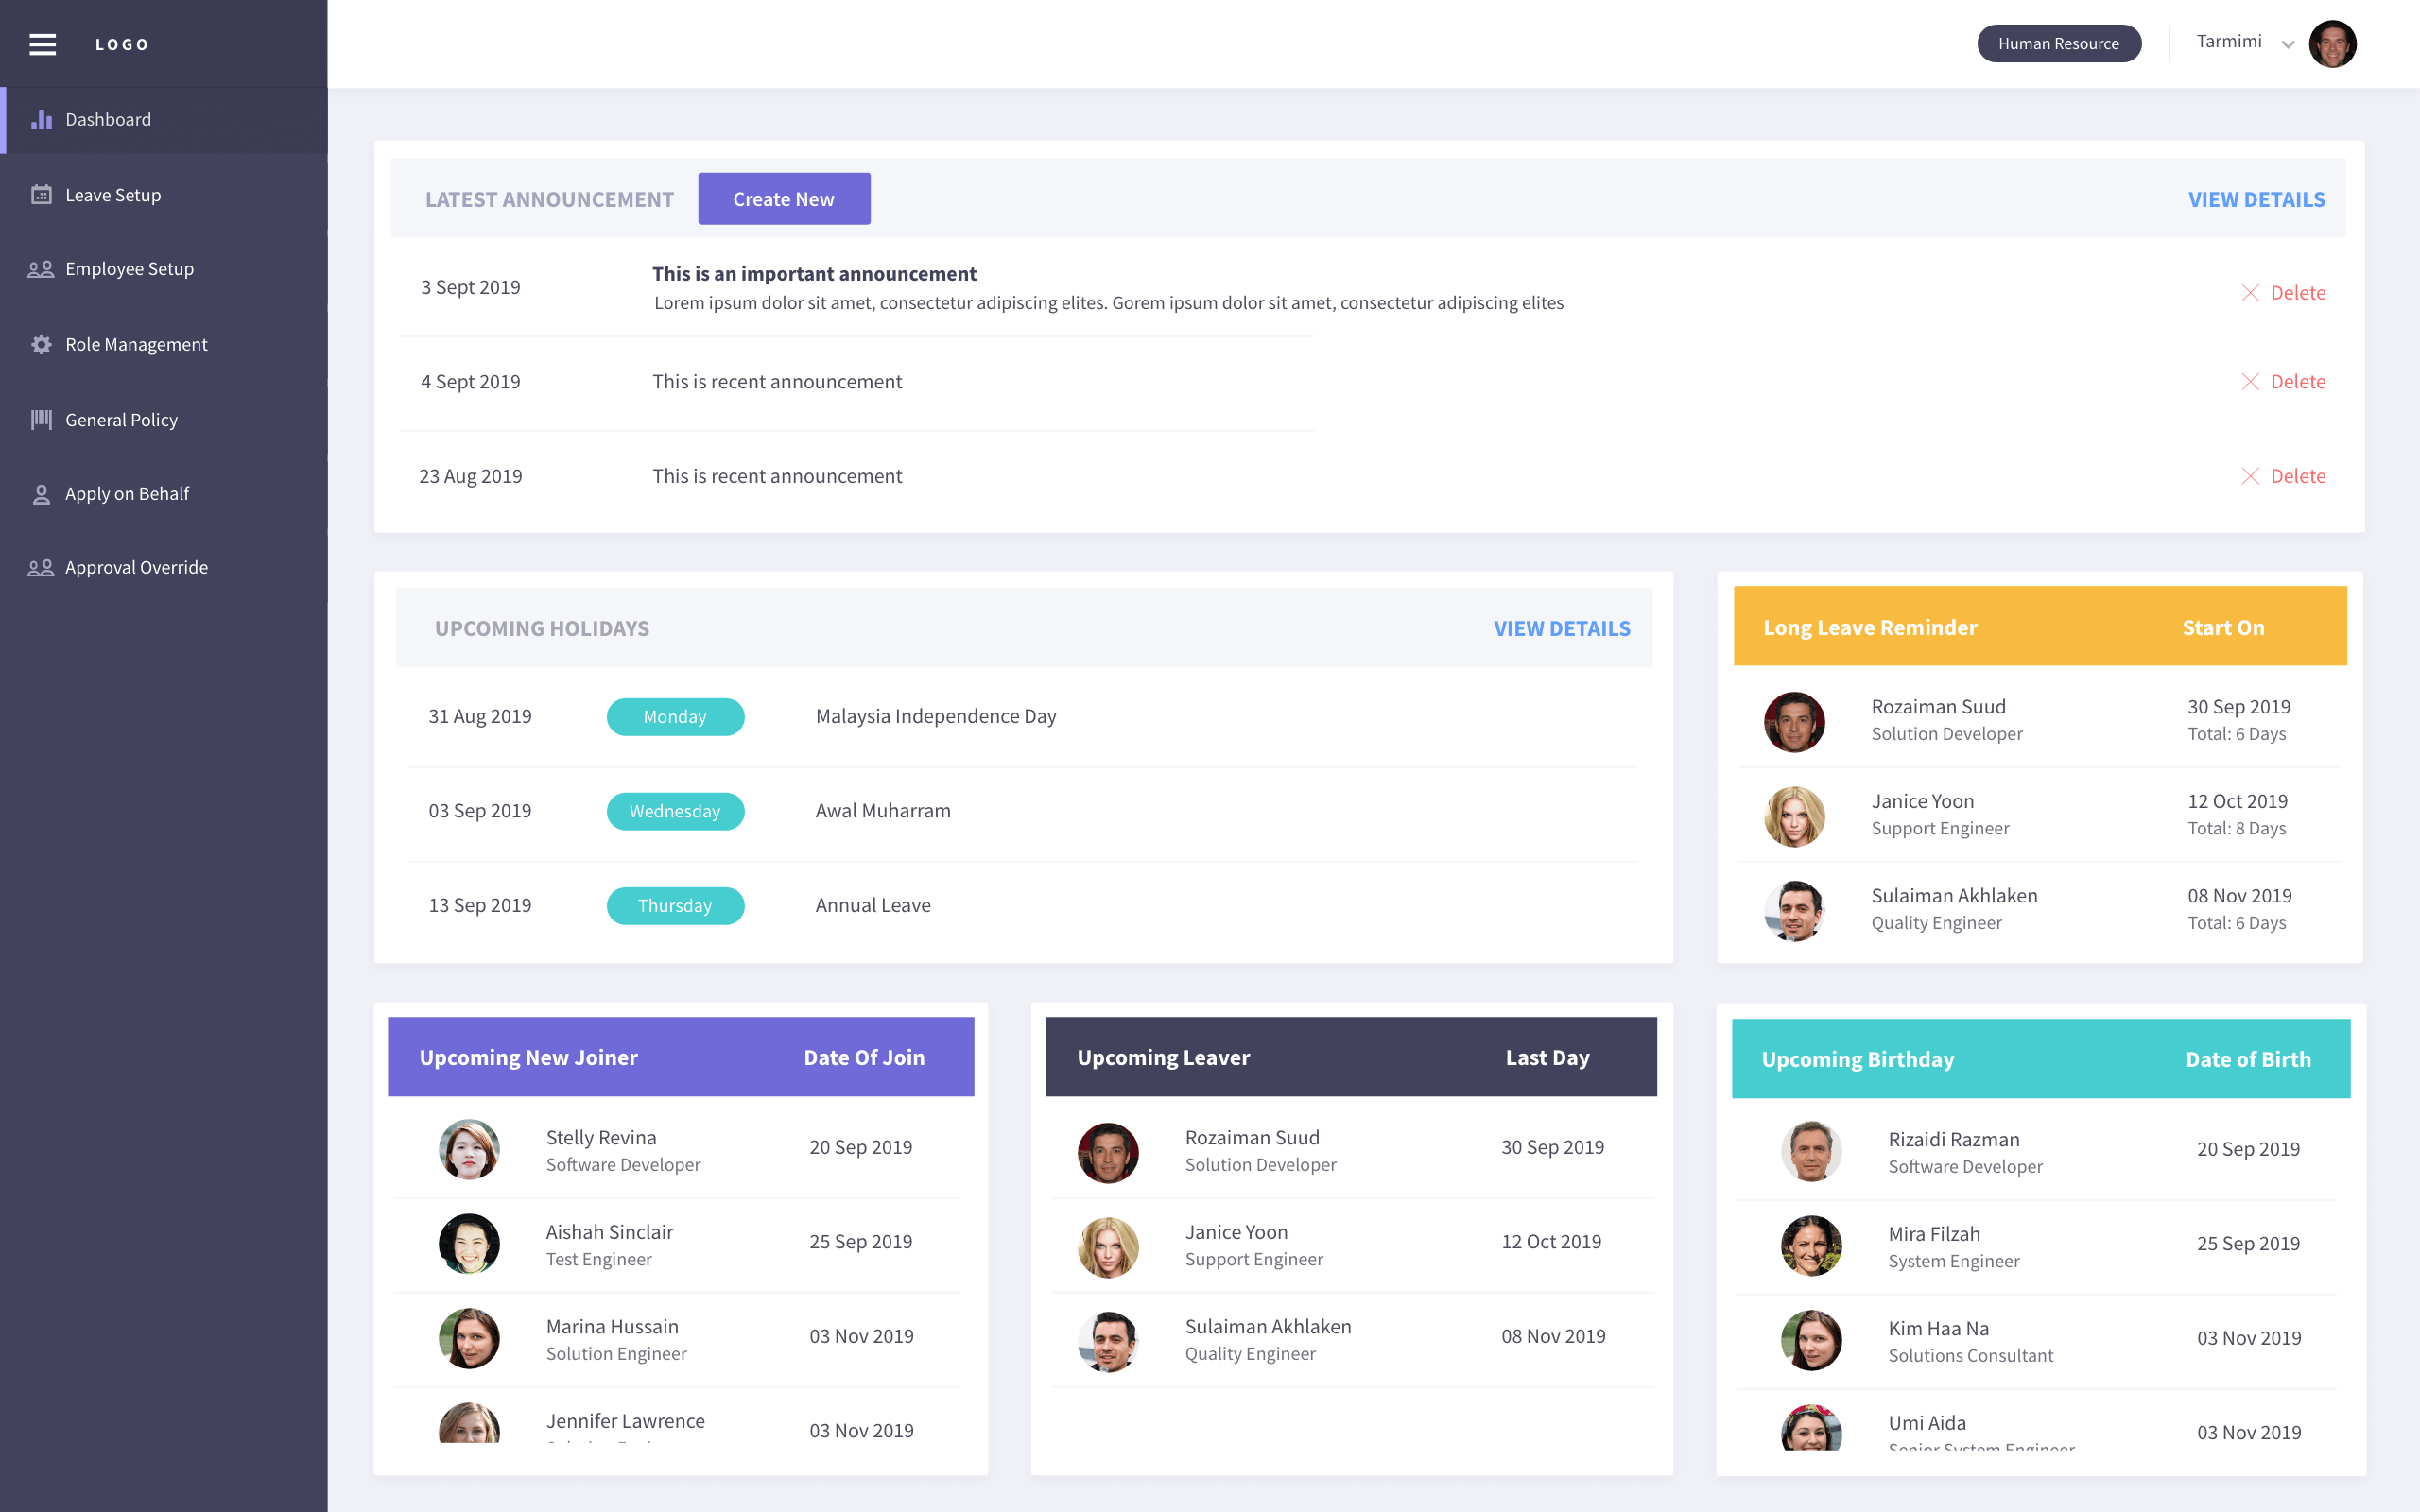 LOGO
Human Resource
Tarmimi
Dashboard
Leave Setup
Employee Setup
Role Management
General Policy
Apply on Behalf
Approval Override
LATEST ANNOUNCEMENT
Create New
VIEW DETAILS
3 Sept 2019
This is an important announcement
Lorem ipsum dolor sit amet, consectetur adipiscing elites. Gorem ipsum dolor sit amet, consectetur adipiscing elites
Delete
4 Sept 2019
This is recent announcement
Delete
23 Aug 2019
This is recent announcement
Delete
UPCOMING HOLIDAYS
VIEW DETAILS
31 Aug 2019
Monday
Malaysia Independence Day
03 Sep 2019
Wednesday
Awal Muharram
13 Sep 2019
Thursday
Annual Leave
Long Leave Reminder
Start On
Rozaiman Suud
Solution Developer
30 Sep 2019
Total: 6 Days
Janice Yoon
Support Engineer
12 Oct 2019
Total: 8 Days
Sulaiman Akhlaken
Quality Engineer
08 Nov 2019
Total: 6 Days
Upcoming New Joiner
Date Of Join
Stelly Revina
Software Developer
20 Sep 2019
Aishah Sinclair
Test Engineer
25 Sep 2019
Marina Hussain
Solution Engineer
03 Nov 2019
Jennifer Lawrence
03 Nov 2019
Upcoming Leaver
Last Day
Rozaiman Suud
Solution Developer
30 Sep 2019
Janice Yoon
Support Engineer
12 Oct 2019
Sulaiman Akhlaken
Quality Engineer
08 Nov 2019
Upcoming Birthday
Date of Birth
Rizaidi Razman
Software Developer
20 Sep 2019
Mira Filzah
System Engineer
25 Sep 2019
Kim Haa Na
Solutions Consultant
03 Nov 2019
Umi Aida
Senior System Engineer
03 Nov 2019